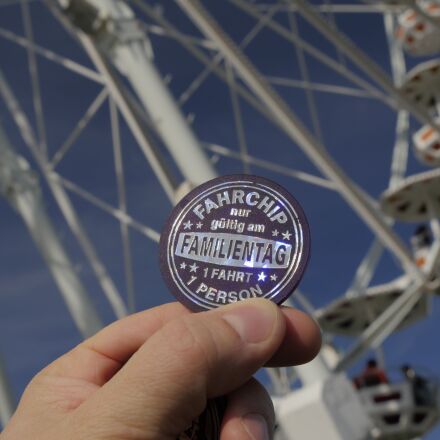 FAHRCHIP
nur
gültig am
FAMILIENTAG
1 FAHRT
1 PERSON